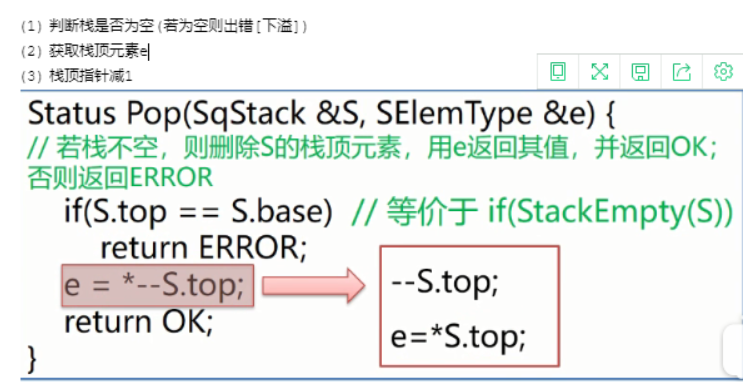 (1) 判断栈是否为空(若为空则出错[下溢])
(2) 获取栈顶元素e
(3) 栈顶指针减1
Status Pop(SqStack &S, SElemType &e) {
// 若栈不空，则删除S的栈顶元素，用e返回其值，并返回OK；
否则返回ERROR
if(S.top == S.base) // 等价于 if(StackEmpty(S))
return ERROR;
e = *--S.top;
--S.top;
return OK;
e=*S.top;
}